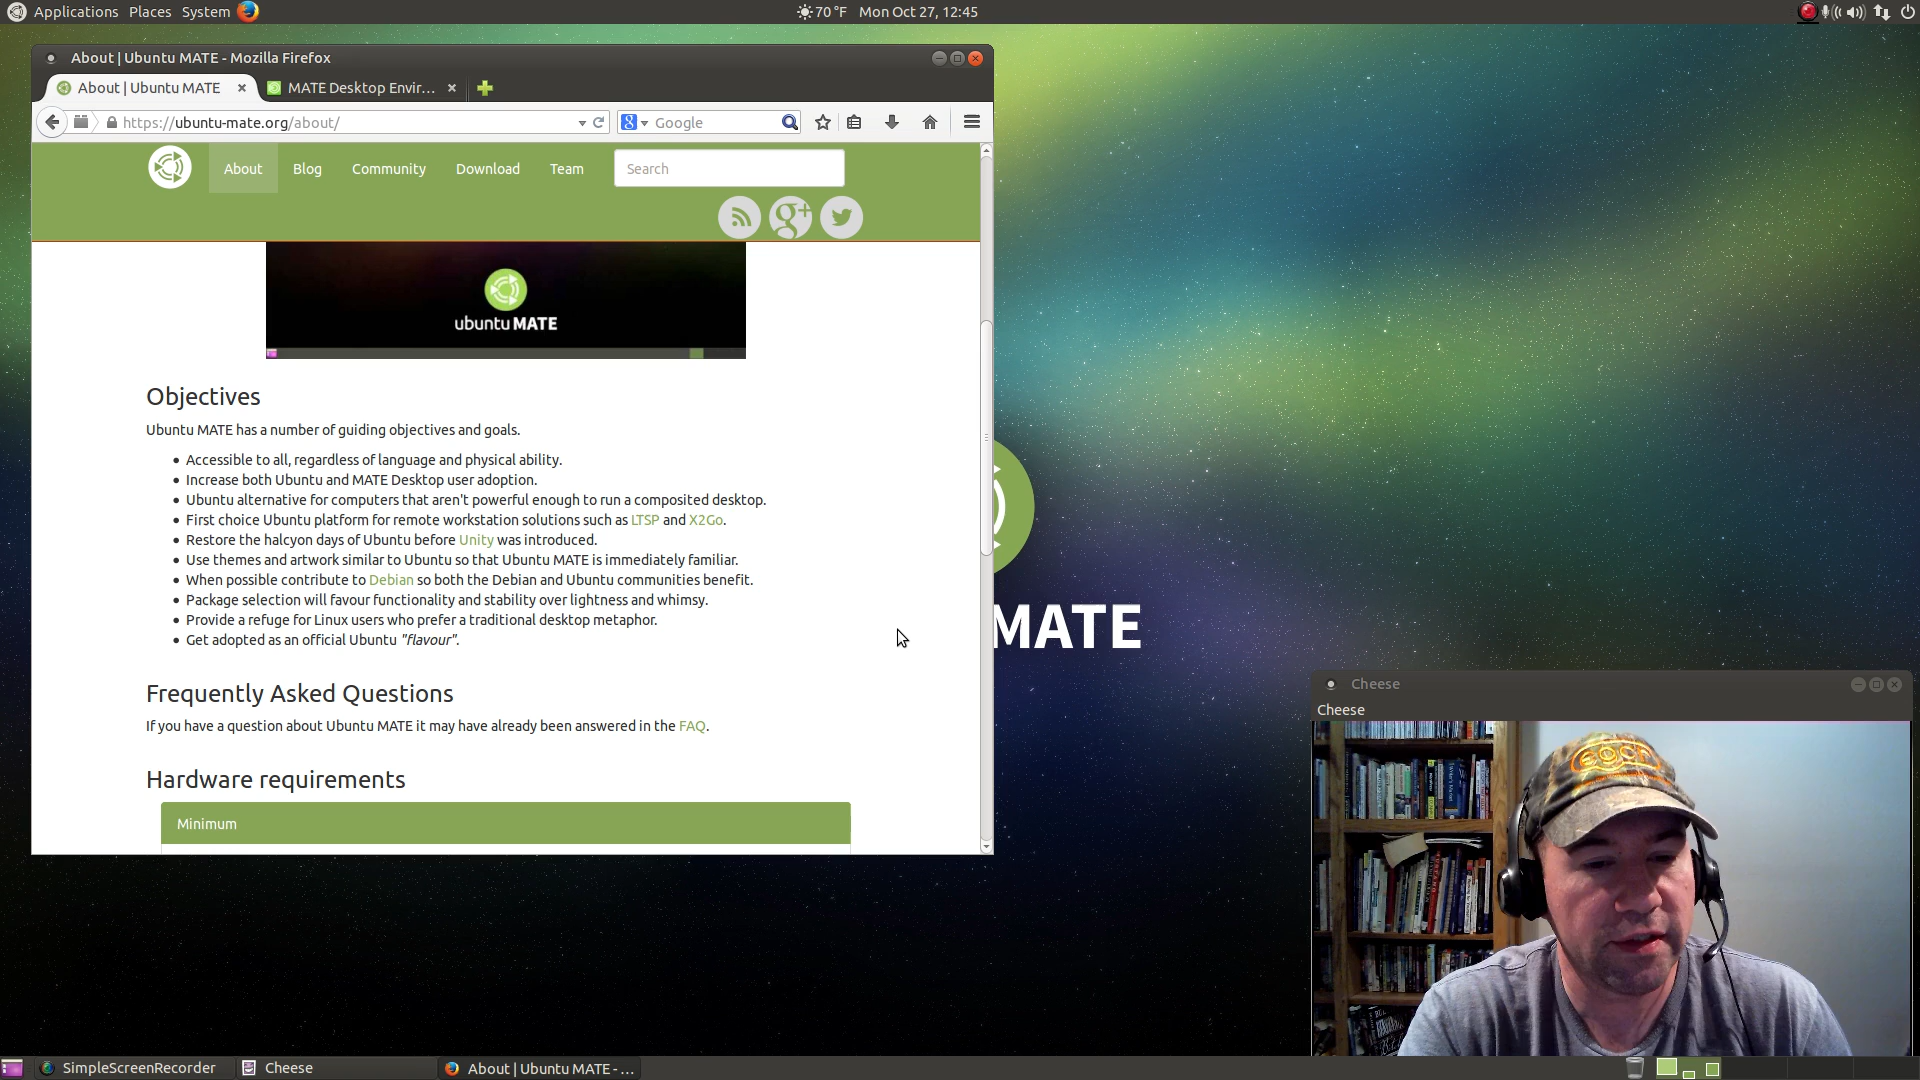 Applications Places System 70 °F Mon Oct 27, 12:45
About | Ubuntu MATE - Mozilla Firefox
About | Ubuntu MATE MATE Desktop Envir...
https://ubuntu-mate.org/about/ Google
About Blog Community Download Team Search
ubuntu MATE
Objectives
Ubuntu MATE has a number of guiding objectives and goals.
Accessible to all, regardless of language and physical ability.
Increase both Ubuntu and MATE Desktop user adoption.
Ubuntu alternative for computers that aren't powerful enough to run a composited desktop.
First choice Ubuntu platform for remote workstation solutions such as LTSP and X2Go.
Restore the halcyon days of Ubuntu before Unity was introduced.
Use themes and artwork similar to Ubuntu so that Ubuntu MATE is immediately familiar.
When possible contribute to Debian so both the Debian and Ubuntu communities benefit.
Package selection will favour functionality and stability over lightness and whimsy.
Provide a refuge for Linux users who prefer a traditional desktop metaphor.
Get adopted as an official Ubuntu "flavour".
Frequently Asked Questions
If you have a question about Ubuntu MATE it may have already been answered in the FAQ.
Hardware requirements
Minimum
MATE
Cheese
Cheese
SimpleScreenRecorder Cheese About | Ubuntu MATE - ...